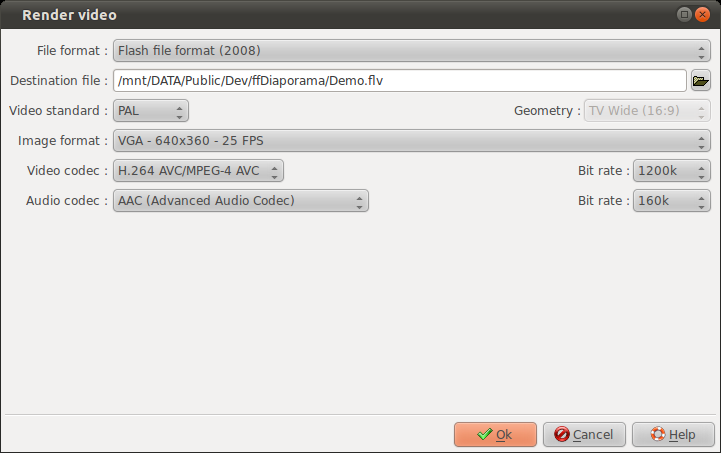 Render video
File format : Flash file format (2008)
Destination file : /mnt/DATA/Public/Dev/ffDiaporama/Demo.flv
Video standard : PAL Geometry : TV Wide (16:9)
Image format : VGA - 640x360 - 25 FPS
Video codec : H.264 AVC/MPEG-4 AVC Bit rate : 1200k
Audio codec : AAC (Advanced Audio Codec) Bit rate : 160k
Ok Cancel Help